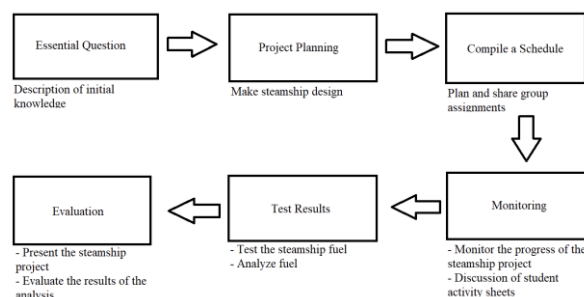 Essential Question
Description of initial
knowledge
Project Planning
Make steamship design
Compile a Schedule
Plan and share group
assignments
Monitoring
- Monitor the progress of the
steamship project
- Discussion of student
activity sheets
Test Results
- Test the steamship fuel
- Analyze fuel
Evaluation
- Present the steamship
project
- Evaluate the results of the
analysis